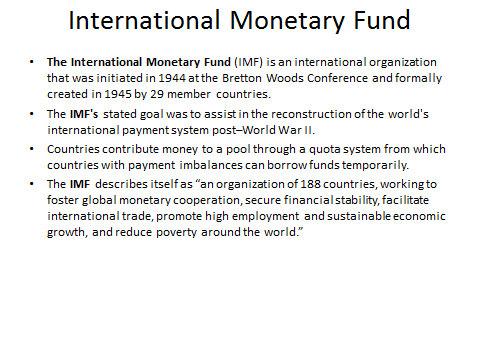 International Monetary Fund
• The International Monetary Fund (IMF) is an international organization
that was initiated in 1944 at the Bretton Woods Conference and formally
created in 1945 by 29 member countries.
• The IMF's stated goal was to assist in the reconstruction of the world's
international payment system post–World War II.
• Countries contribute money to a pool through a quota system from which
countries with payment imbalances can borrow funds temporarily.
• The IMF describes itself as “an organization of 188 countries, working to
foster global monetary cooperation, secure financial stability, facilitate
international trade, promote high employment and sustainable economic
growth, and reduce poverty around the world.”